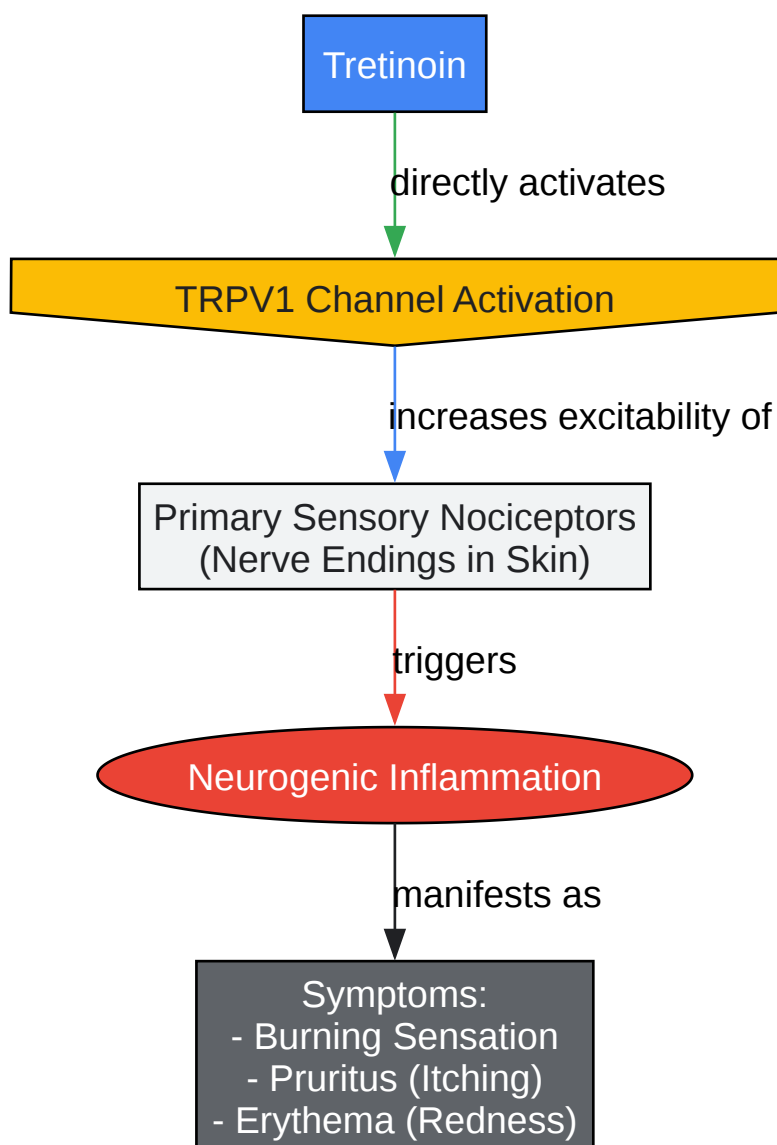 Tretinoin
directly activates
TRPV1 Channel Activation
increases excitability of
Primary Sensory Nociceptors
(Nerve Endings in Skin)
triggers
Neurogenic Inflammation
manifests as
Symptoms:
- Burning Sensation
- Pruritus (Itching)
- Erythema (Redness)